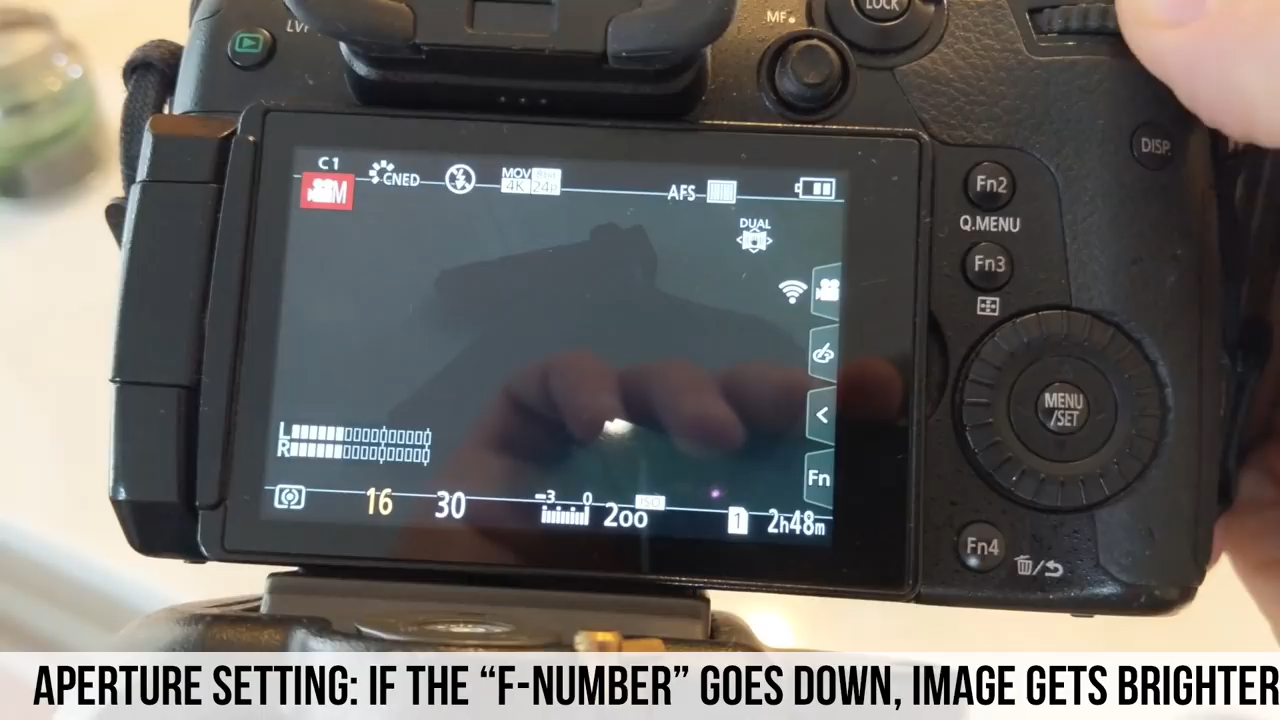 LVF
MF
LOCK
DISP.
Fn2
Q.MENU
Fn3
MENU
/SET
Fn4
C1
M
CNED
MOV
4K 24p
AFS
DUAL
Fn
L
R
16
30
-3 0
ISO
200
1
2h48m
APERTURE SETTING: IF THE “F-NUMBER” GOES DOWN, IMAGE GETS BRIGHTER